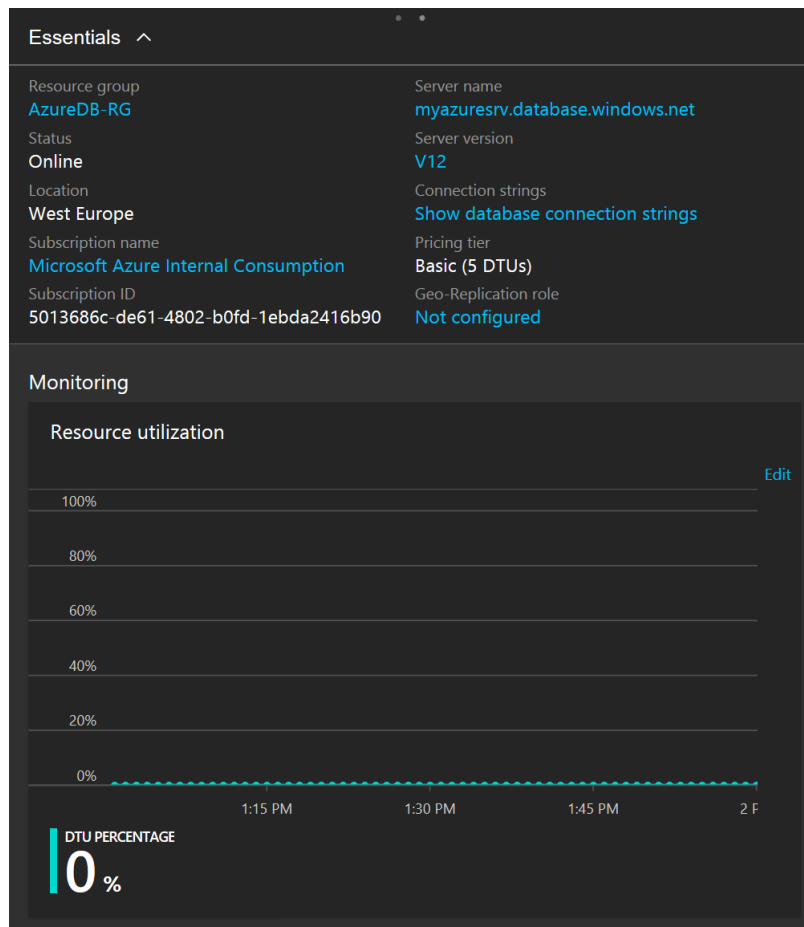 Essentials
Resource group
AzureDB-RG
Status
Online
Location
West Europe
Subscription name
Microsoft Azure Internal Consumption
Subscription ID
5013686c-de61-4802-b0fd-1ebda2416b90
Server name
myazuresrv.database.windows.net
Server version
V12
Connection strings
Show database connection strings
Pricing tier
Basic (5 DTUs)
Geo-Replication role
Not configured
Monitoring
Resource utilization
Edit
100%
80%
60%
40%
20%
0%
1:15 PM 1:30 PM 1:45 PM 2
DTU PERCENTAGE
0 %